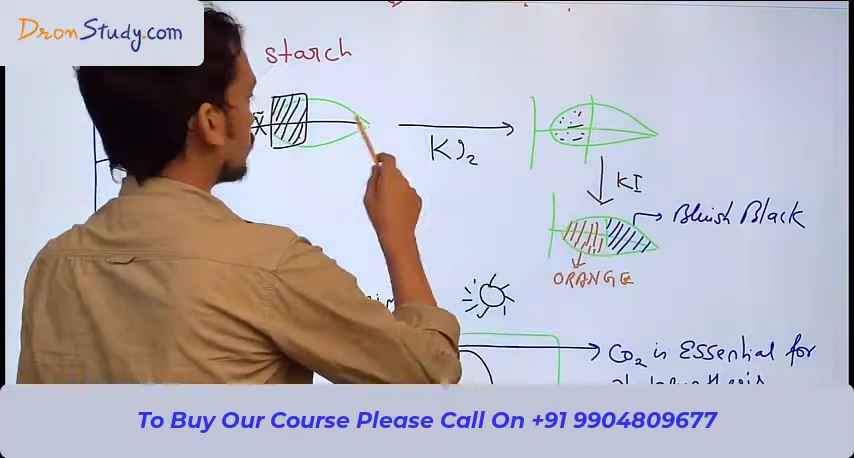 DronStudy.com
starch
K)₂
KI
Bluish Black
ORANGE
CO₂ is Essential for
To Buy Our Course Please Call On +91 9904809677